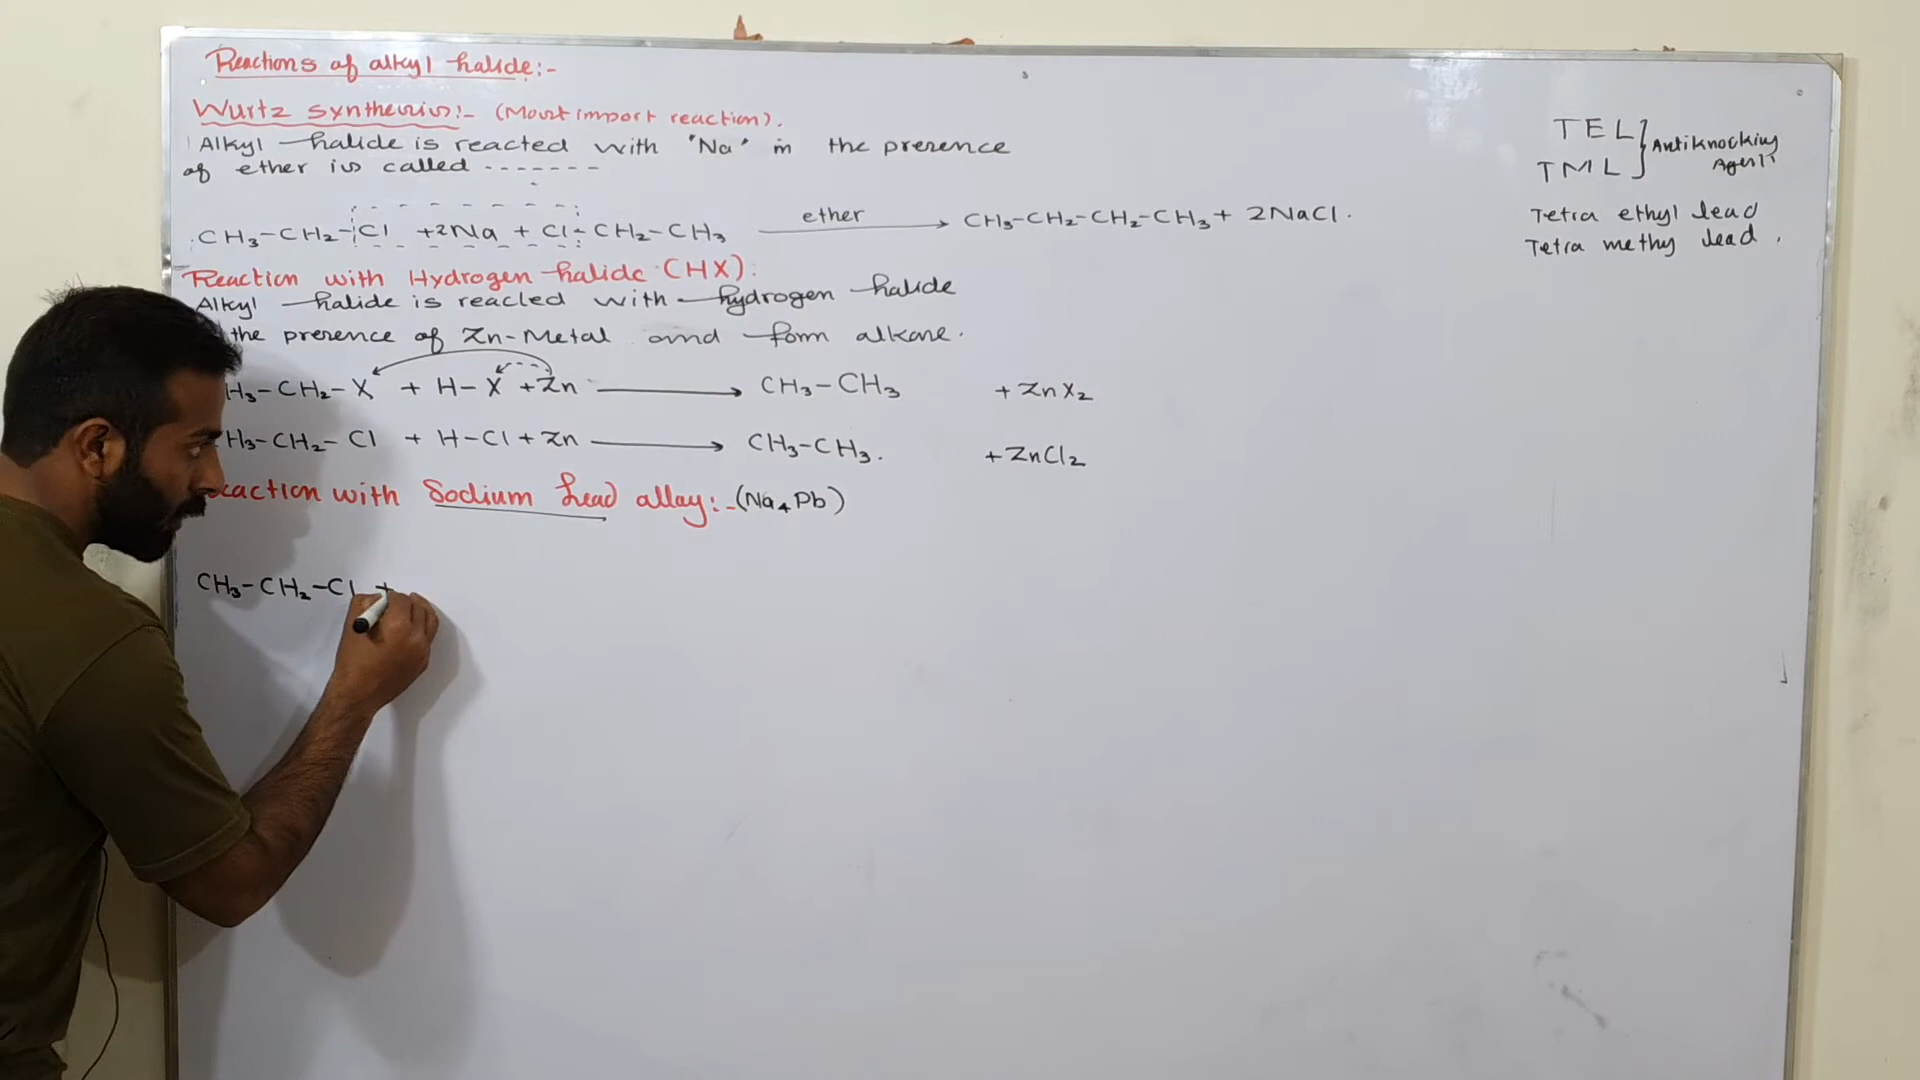 Reactions of alkyl halide:-
Wurtz synthesis:- (Most import reaction).
Alkyl halide is reacted with "Na" in the presence
of ether is called -------
CH₃-CH₂-Cl +2Na + Cl-CH₂-CH₃ ether → CH₃-CH₂-CH₂-CH₃ + 2NaCl.
Reaction with Hydrogen halide (HX):
Alkyl halide is reacted with hydrogen halide
the presence of Zn-Metal and form alkane.
H₃-CH₂-X + H-X +Zn → CH₃-CH₃ + ZnX₂
H₃-CH₂-Cl + H-Cl + Zn → CH₃-CH₃. + ZnCl₂
eaction with Sodium Lead allay:- (Na₄Pb)
CH₃-CH₂-Cl +
TEL
TML
Antiknocking
Agent
Tetra ethyl lead
Tetra methy lead.